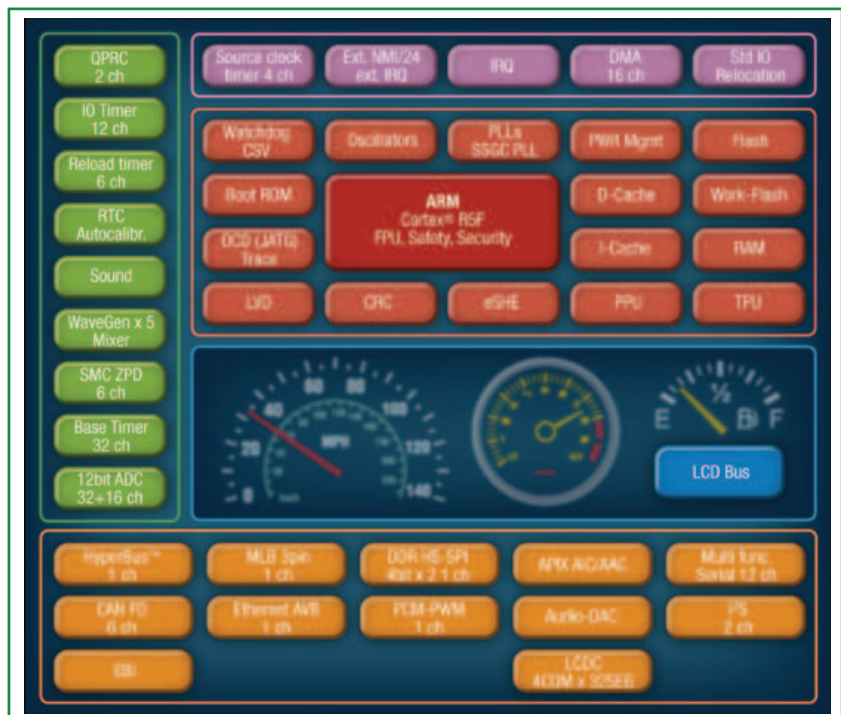 QPRC
2 ch
IO Timer
12 ch
Reload timer
6 ch
RTC
Autocalibr.
Sound
WaveGen x 5
Mixer
SMC ZPD
6 ch
Base Timer
32 ch
12bit ADC
32+16 ch
Source clock
timer 4 ch
Ext. NMI/24
ext. IRQ
IRQ
DMA
16 ch
Std IO
Relocation
Watchdog
CSV
Oscillators
PLLs
SSGC PLL
PWR Mgmt
Flash
Boot ROM
ARM
Cortex® R5F
FPU, Safety, Security
D-Cache
Work-Flash
OCD (JATG)
Trace
I-Cache
RAM
LVD
CRC
eSHE
PPU
TPU
0
20
40
60
80
100
120
140
MPH
E
½
F
LCD Bus
HyperBus™
1 ch
MLB 3pin
1 ch
DDR HS-SPI
4bit x 2 1 ch
APIX AIC/AAC
Multi func.
Serial 12 ch
CAN FD
6 ch
Ethernet AVB
1 ch
PCM-PWM
1 ch
Audio-DAC
I²S
2 ch
EBI
LCDC
4COM x 32SEG